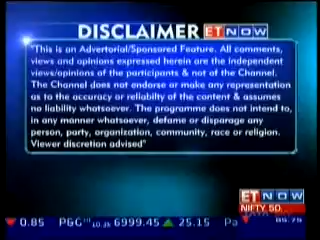 DISCLAIMER ET NOW
"This is an Advertorial/Sponsored Feature. All comments,
views and opinions expressed herein are the independent
views/opinions of the participants & not of the Channel.
The Channel does not endorse or make any representation
as to the accuracy or reliabilty of the content & assumes
no liability whatsoever. The programme does not intend to,
in any manner whatsoever, defame or disparage any
person, party, organization, community, race or religion.
Viewer discretion advised"
ET NOW
NIFTY 50
0.85 P&G 6999.45 25.15